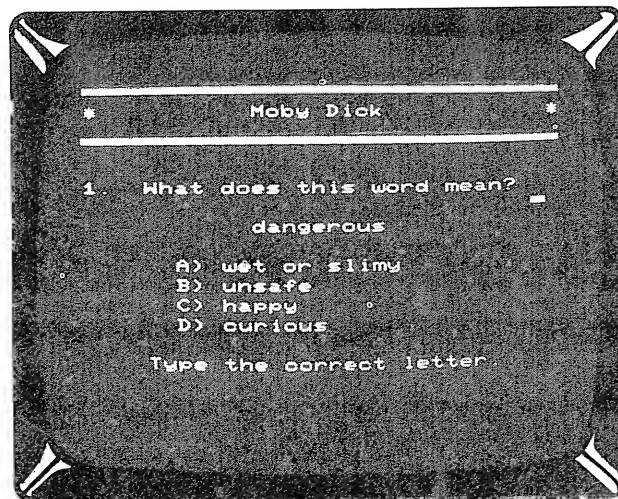 * Moby Dick *
1. What does this word mean? _
dangerous
A) wet or slimy
B) unsafe
C) happy
D) curious
Type the correct letter.